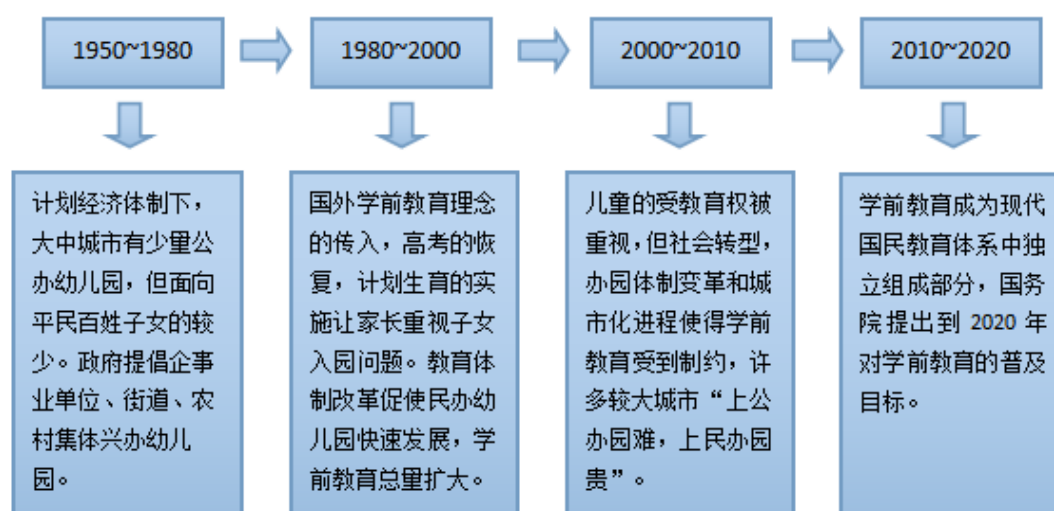 1950~1980
1980~2000
2000~2010
2010~2020
计划经济体制下，
大中城市有少量公
办幼儿园，但面向
平民百姓子女的较
少。政府提倡企事
业单位、街道、农
村集体兴办幼儿
园。
国外学前教育理念
的传入，高考的恢
复，计划生育的实
施让家长重视子女
入园问题。教育体
制改革促使民办幼
儿园快速发展，学
前教育总量扩大。
儿童的受教育权被
重视，但社会转型，
办园体制变革和城
市化进程使得学前
教育受到制约，许
多较大城市“上公
办园难，上民办园
贵”。
学前教育成为现代
国民教育体系中独
立组成部分，国务
院提出到 2020 年
对学前教育的普及
目标。